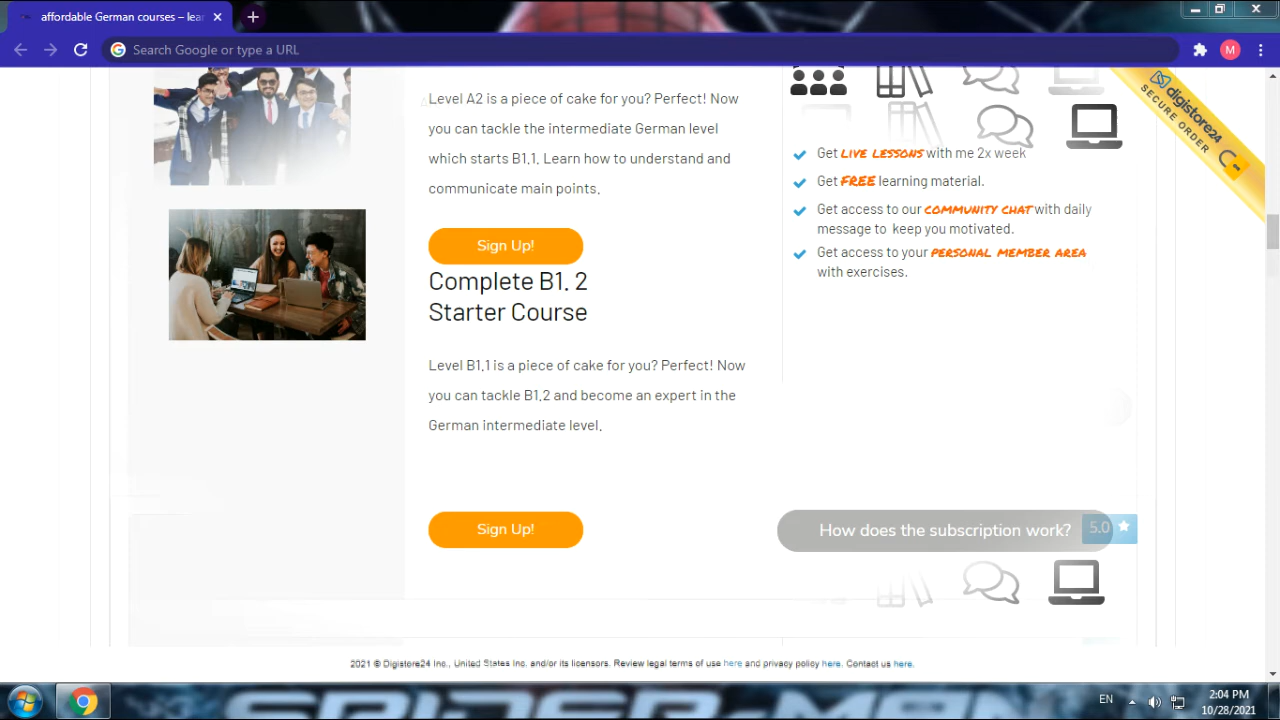 affordable German courses – lea
Search Google or type a URL
M
digistore24
SECURE ORDER
Level A2 is a piece of cake for you? Perfect! Now
you can tackle the intermediate German level
which starts B1.1. Learn how to understand and
communicate main points.
Sign Up!
Complete B1. 2
Starter Course
Level B1.1 is a piece of cake for you? Perfect! Now
you can tackle B1.2 and become an expert in the
German intermediate level.
Sign Up!
Get LIVE LESSONS with me 2x week
Get FREE learning material.
Get access to our COMMUNITY CHAT with daily
message to keep you motivated.
Get access to your PERSONAL MEMBER AREA
with exercises.
How does the subscription work?
5.0
2021 © Digistore24 Inc., United States Inc. and/or its licensors. Review legal terms of use here and privacy policy here. Contact us here.
SPIDER-MAN
EN
2:04 PM
10/28/2021